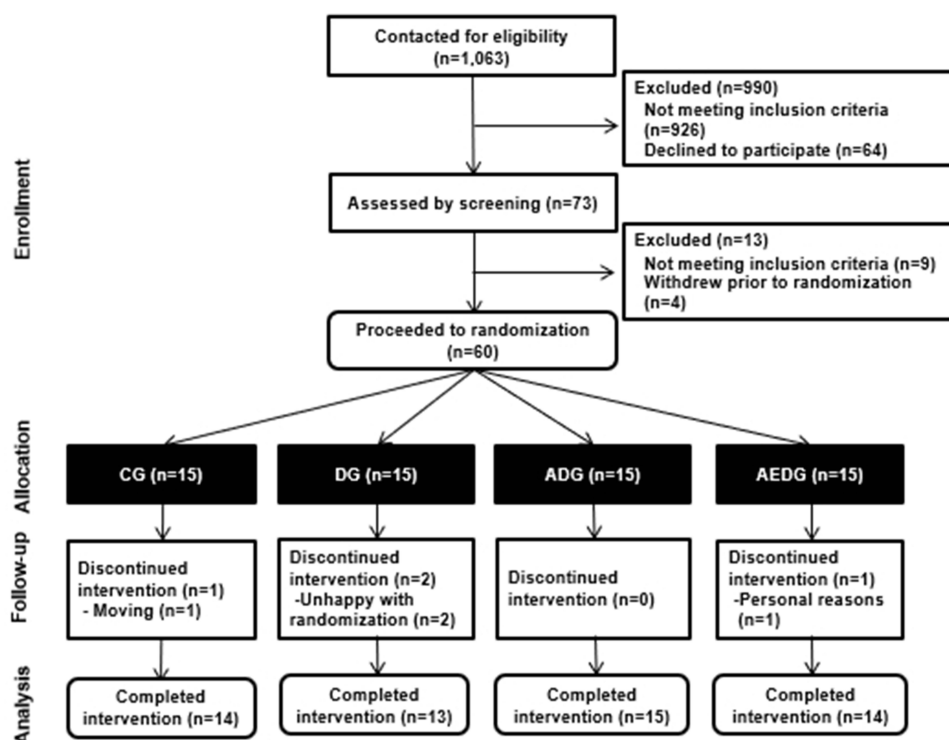 Contacted for eligibility
(n=1,063)
Excluded (n=990)
Not meeting inclusion criteria
(n=926)
Declined to participate (n=64)
Enrollment
Assessed by screening (n=73)
Excluded (n=13)
Not meeting inclusion criteria (n=9)
Withdrew prior to randomization
(n=4)
Proceeded to randomization
(n=60)
Allocation
CG (n=15)
DG (n=15)
ADG (n=15)
AEDG (n=15)
Follow-up
Discontinued
intervention (n=1)
- Moving (n=1)
Discontinued
intervention (n=2)
-Unhappy with
randomization (n=2)
Discontinued
intervention (n=0)
Discontinued
intervention (n=1)
-Personal reasons
(n=1)
Analysis
Completed
intervention (n=14)
Completed
intervention (n=13)
Completed
intervention (n=15)
Completed
intervention (n=14)